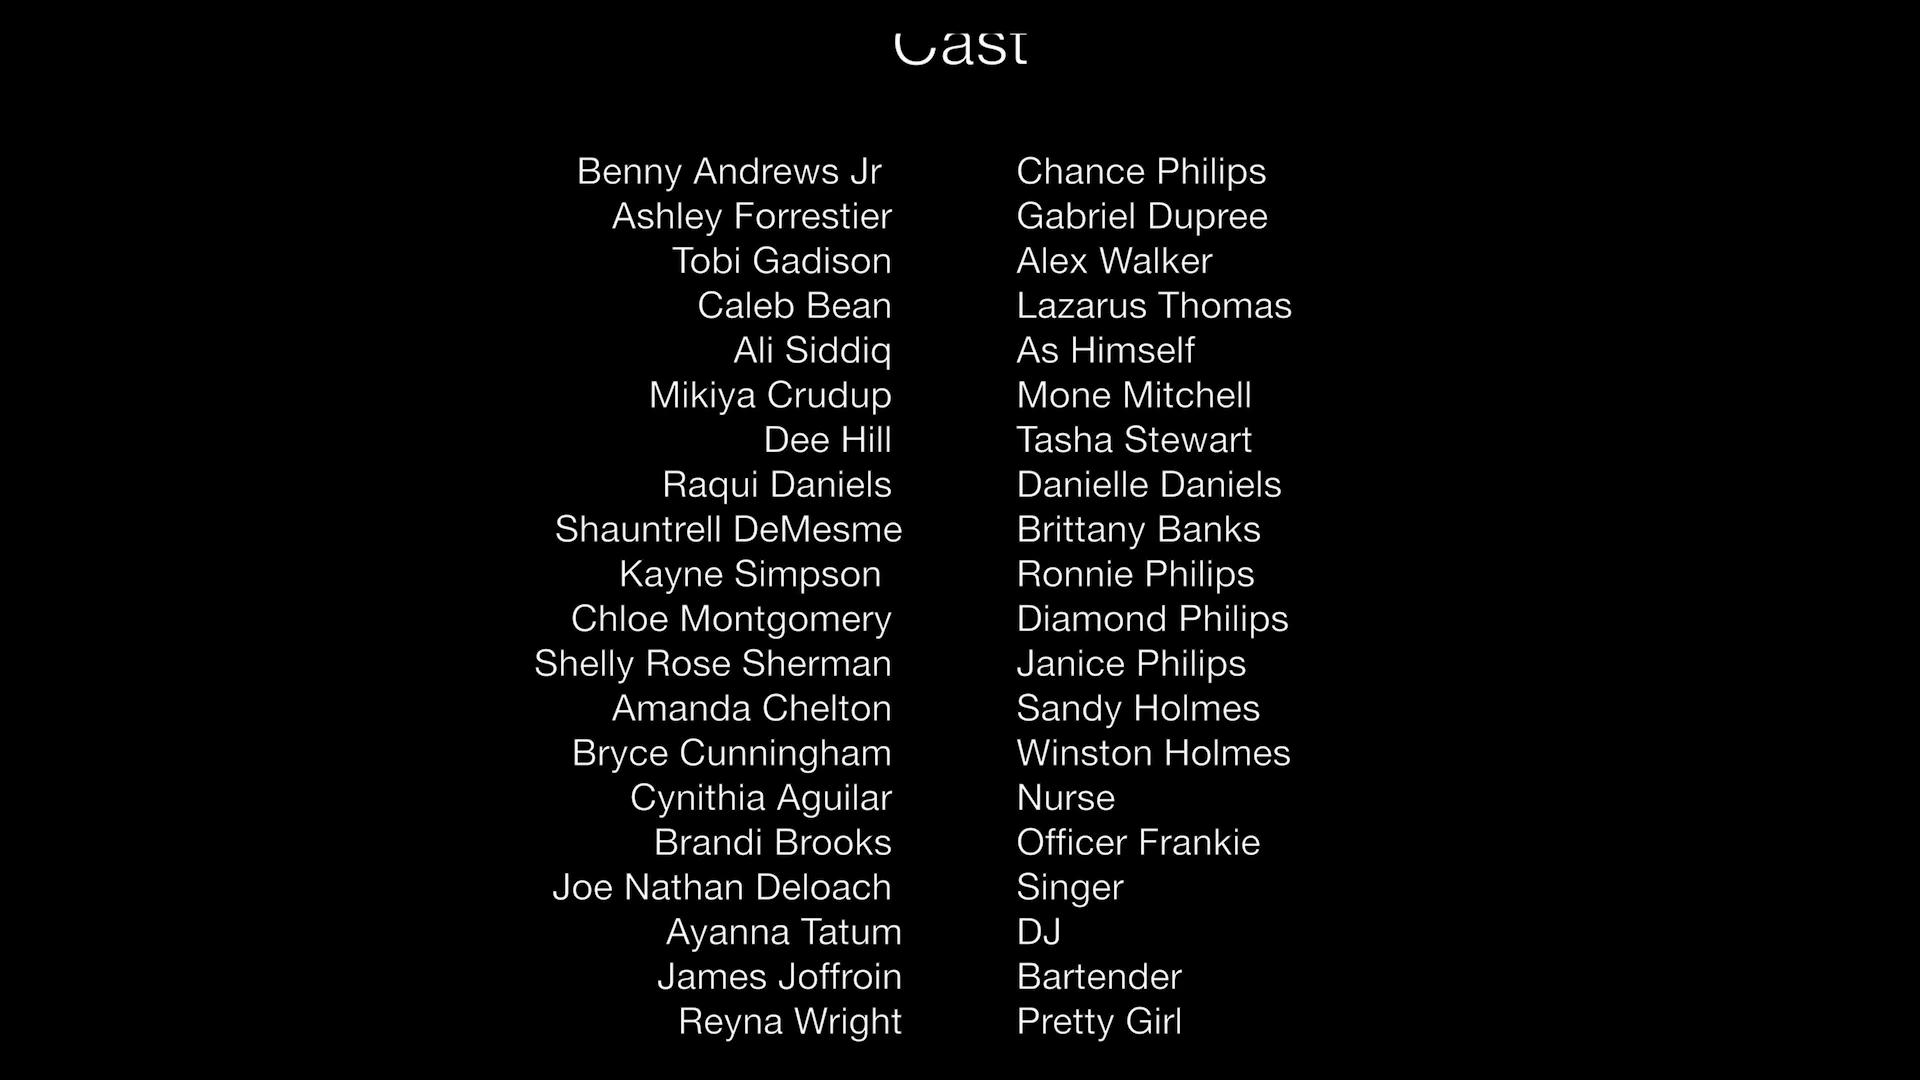 Cast
Benny Andrews Jr Chance Philips
Ashley Forrestier Gabriel Dupree
Tobi Gadison Alex Walker
Caleb Bean Lazarus Thomas
Ali Siddiq As Himself
Mikiya Crudup Mone Mitchell
Dee Hill Tasha Stewart
Raqui Daniels Danielle Daniels
Shauntrell DeMesme Brittany Banks
Kayne Simpson Ronnie Philips
Chloe Montgomery Diamond Philips
Shelly Rose Sherman Janice Philips
Amanda Chelton Sandy Holmes
Bryce Cunningham Winston Holmes
Cynithia Aguilar Nurse
Brandi Brooks Officer Frankie
Joe Nathan Deloach Singer
Ayanna Tatum DJ
James Joffroin Bartender
Reyna Wright Pretty Girl